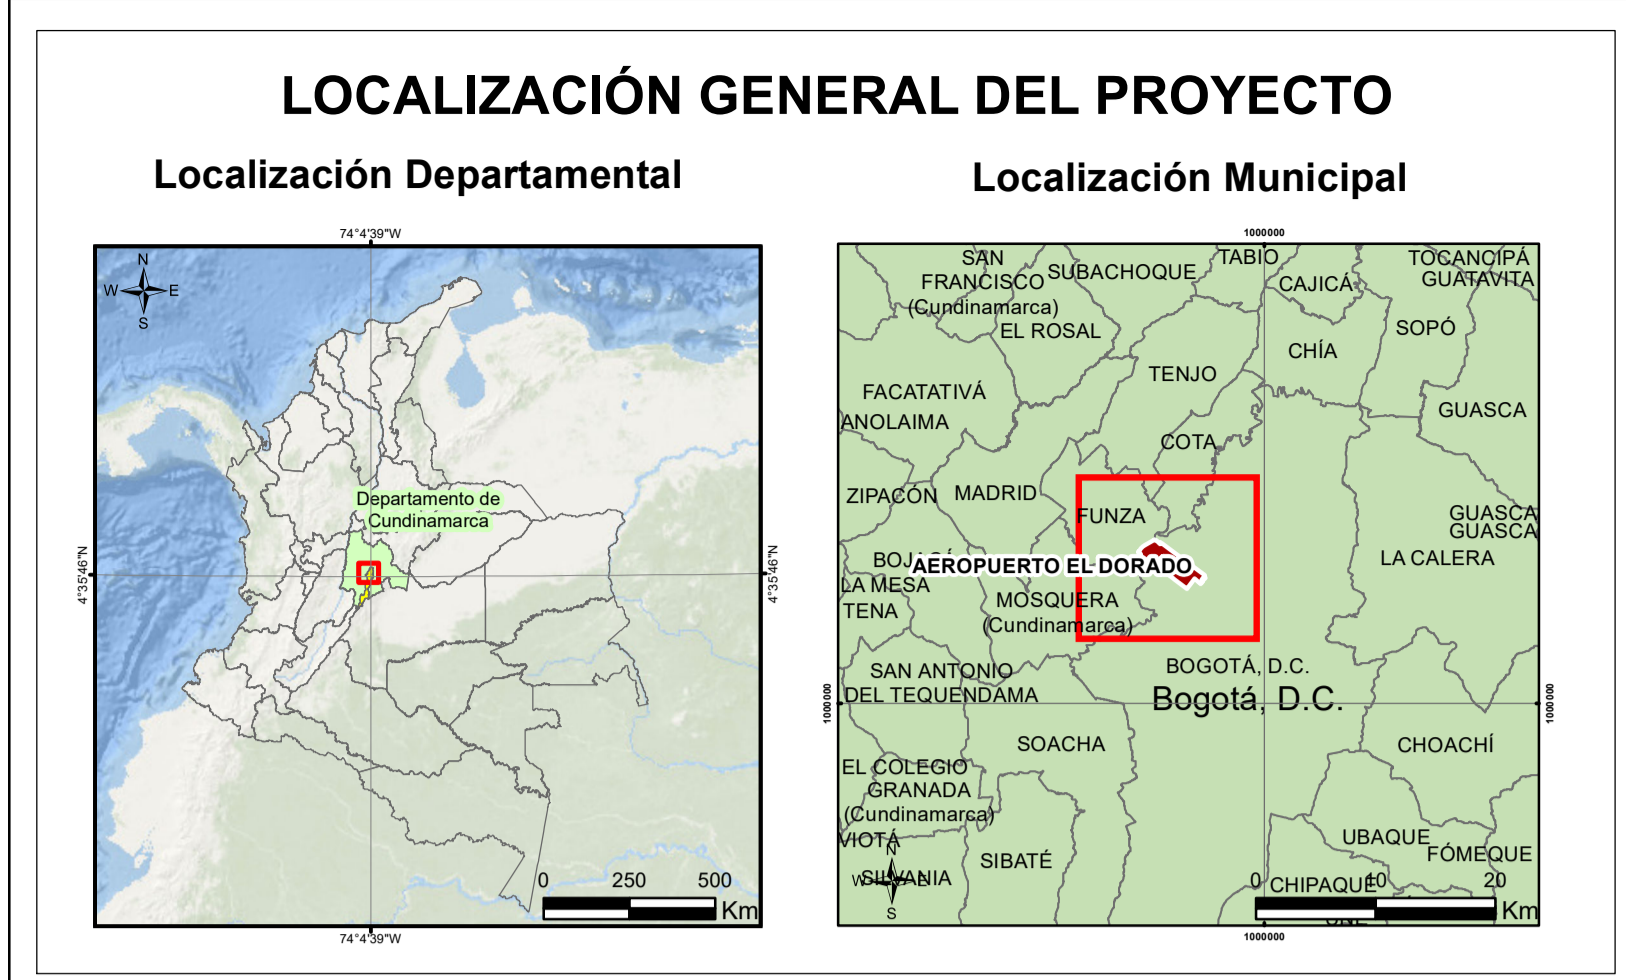 LOCALIZACIÓN GENERAL DEL PROYECTO
Localización Departamental
74°4'39"W
N
W
E
S
Departamento de
Cundinamarca
4°35'46"N
4°35'46"N
0
250
500
Km
74°4'39"W
Localización Municipal
1000000
SAN
FRANCISCO
(Cundinamarca)
SUBACHOQUE
TABIO
CAJICÁ
TOCANCIPÁ
GUATAVITA
EL ROSAL
SOPÓ
CHÍA
TENJO
FACATATIVÁ
ANOLAIMA
GUASCA
COTA
ZIPACÓN
MADRID
FUNZA
GUASCA
GUASCA
LA CALERA
AEROPUERTO EL DORADO
LA MESA
TENA
MOSQUERA
(Cundinamarca)
SAN ANTONIO
DEL TEQUENDAMA
BOGOTÁ, D.C.
Bogotá, D.C.
1000000
1000000
SOACHA
CHOACHÍ
EL COLEGIO
GRANADA
(Cundinamarca)
VIOTÁ
UBAQUE
FÓMEQUE
SIBATÉ
SILVANIA
N
W
E
S
CHIPAQUE
0
10
20
Km
1000000